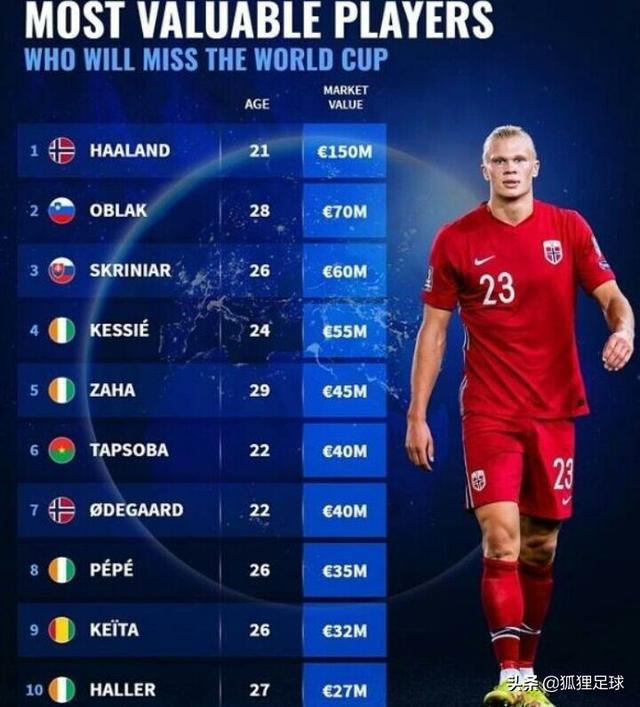 MOST VALUABLE PLAYERS
WHO WILL MISS THE WORLD CUP
AGE
MARKET
VALUE
1 HAALAND 21 €150M
2 OBLAK 28 €70M
3 SKRINIAR 26 €60M
4 KESSIÉ 24 €55M
5 ZAHA 29 €45M
6 TAPSOBA 22 €40M
7 ØDEGAARD 22 €40M
8 PÉPÉ 26 €35M
9 KEÏTA 26 €32M
10 HALLER 27 €27M
23
23
头条 @狐狸足球